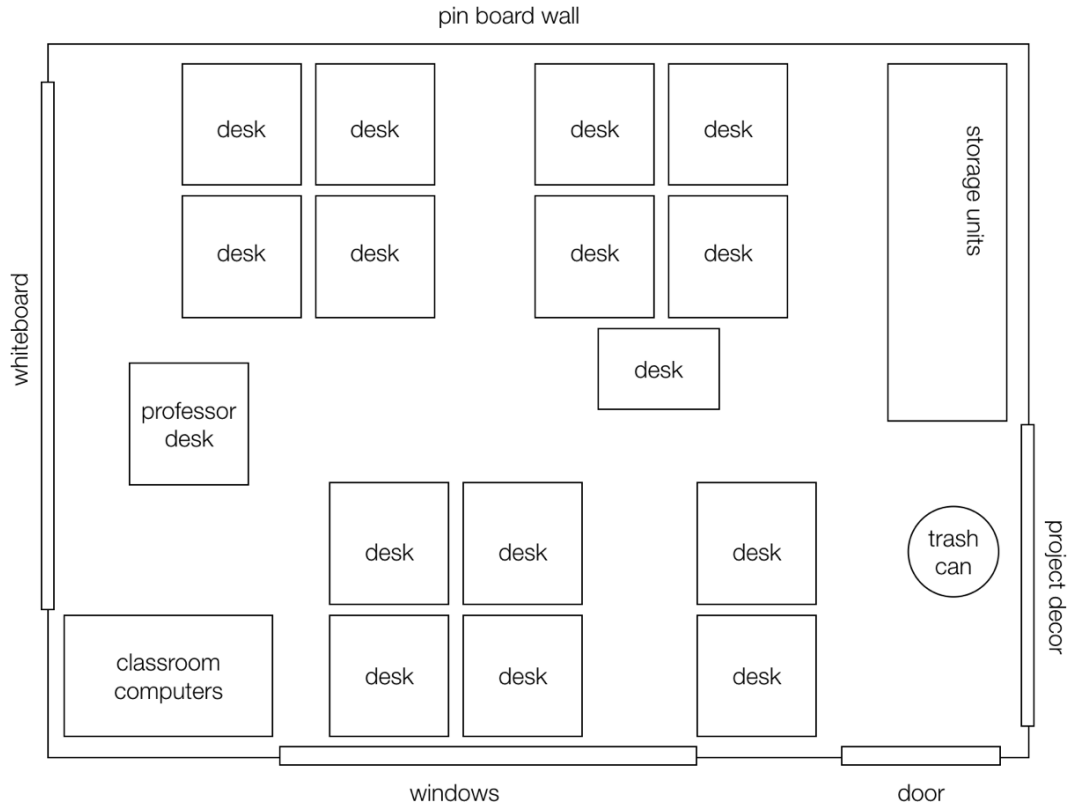 pin board wall
desk
desk
desk
desk
storage units
desk
desk
desk
desk
whiteboard
desk
professor
desk
desk
desk
desk
trash
can
project decor
classroom
computers
desk
desk
desk
windows
door